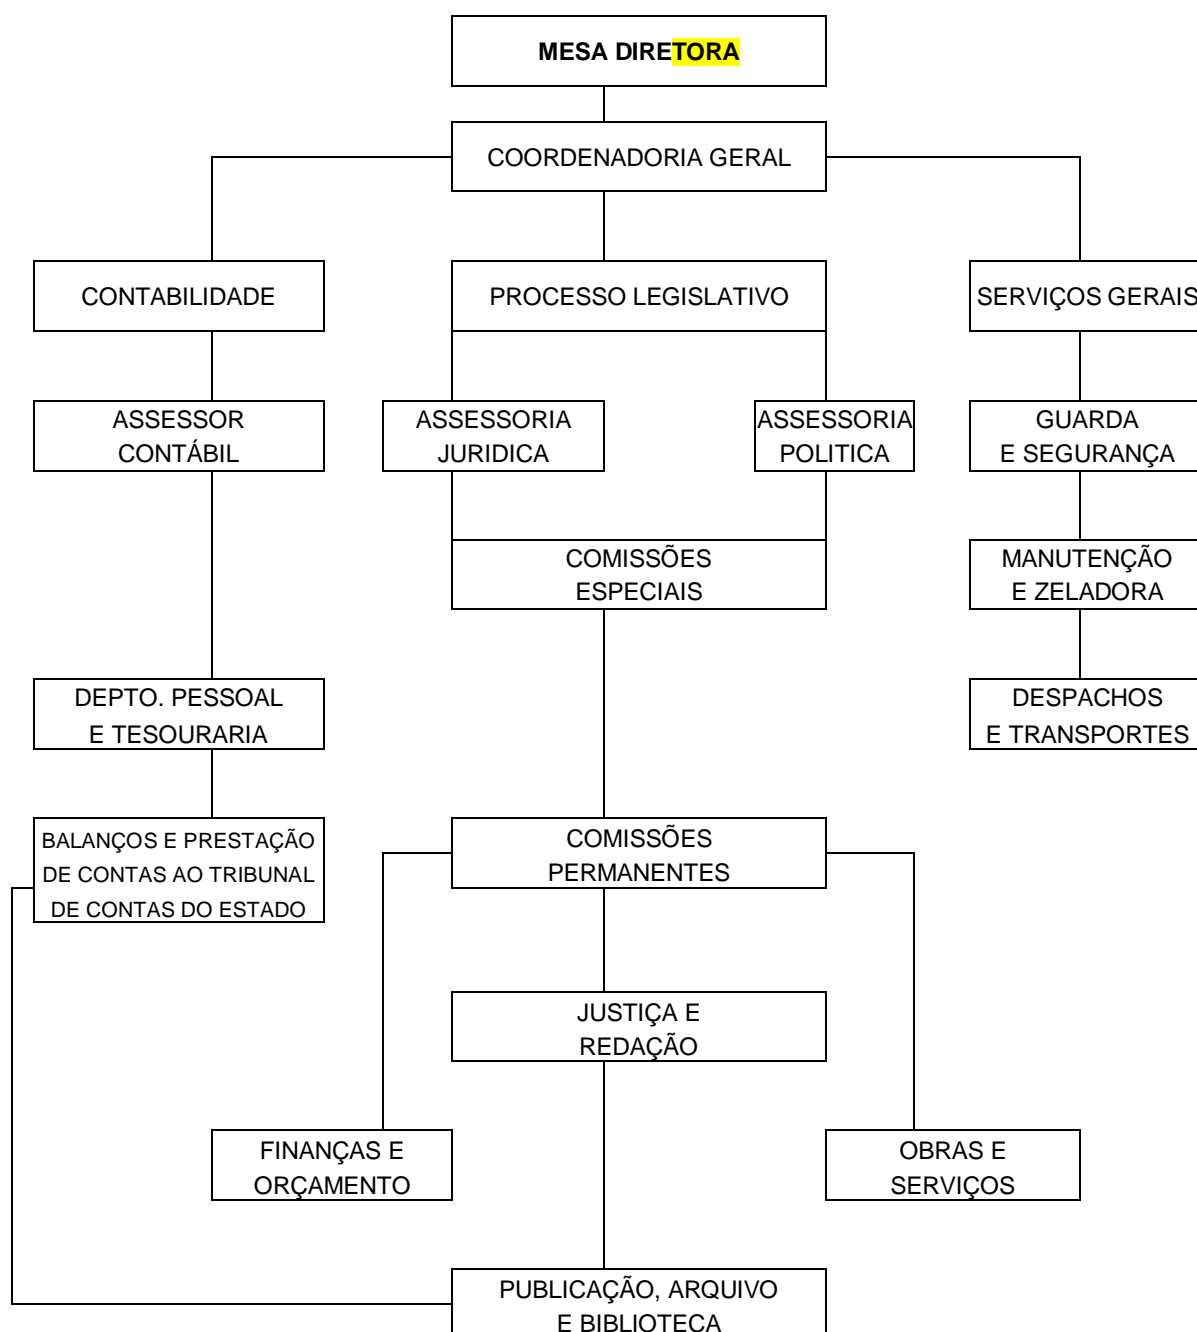 MESA DIRETORA
COORDENADORIA GERAL
CONTABILIDADE
PROCESSO LEGISLATIVO
SERVIÇOS GERAIS
ASSESSOR
CONTÁBIL
ASSESSORIA
JURIDICA
ASSESSORIA
POLITICA
GUARDA
E SEGURANÇA
COMISSÕES
ESPECIAIS
MANUTENÇÃO
E ZELADORA
DEPTO. PESSOAL
E TESOURARIA
DESPACHOS
E TRANSPORTES
BALANÇOS E PRESTAÇÃO
DE CONTAS AO TRIBUNAL
DE CONTAS DO ESTADO
COMISSÕES
PERMANENTES
JUSTIÇA E
REDAÇÃO
FINANÇAS E
ORÇAMENTO
OBRAS E
SERVIÇOS
PUBLICAÇÃO, ARQUIVO
E BIBLIOTECA